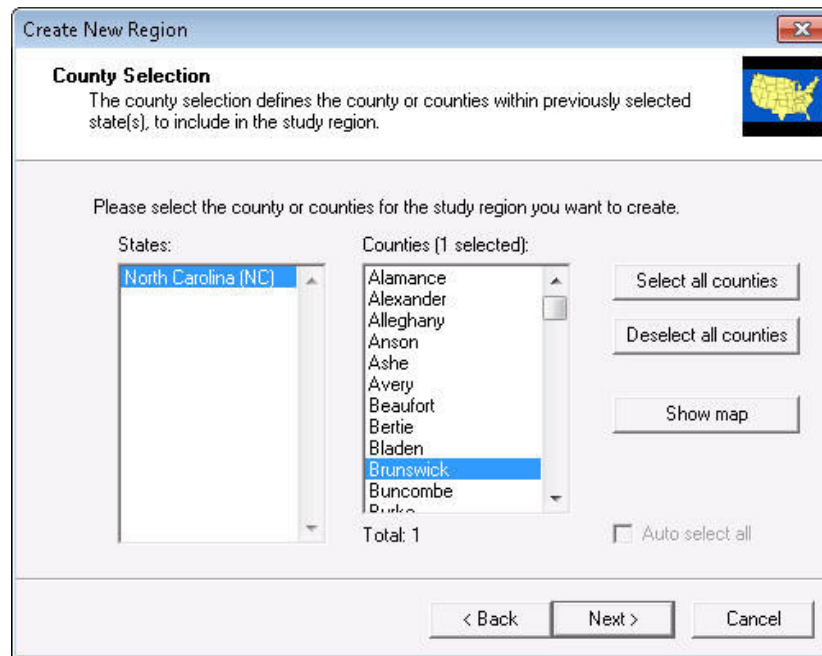 Create New Region
County Selection
The county selection defines the county or counties within previously selected
state(s), to include in the study region.
Please select the county or counties for the study region you want to create.
States:
North Carolina (NC)
Counties (1 selected):
Alamance
Alexander
Alleghany
Anson
Ashe
Avery
Beaufort
Bertie
Bladen
Brunswick
Buncombe
Burke
Total: 1
Select all counties
Deselect all counties
Show map
Auto select all
< Back
Next >
Cancel